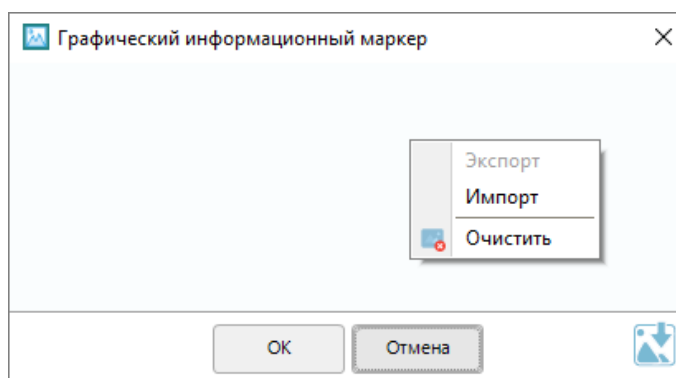 Графический информационный маркер
Экспорт
Импорт
Очистить
ОК
Отмена